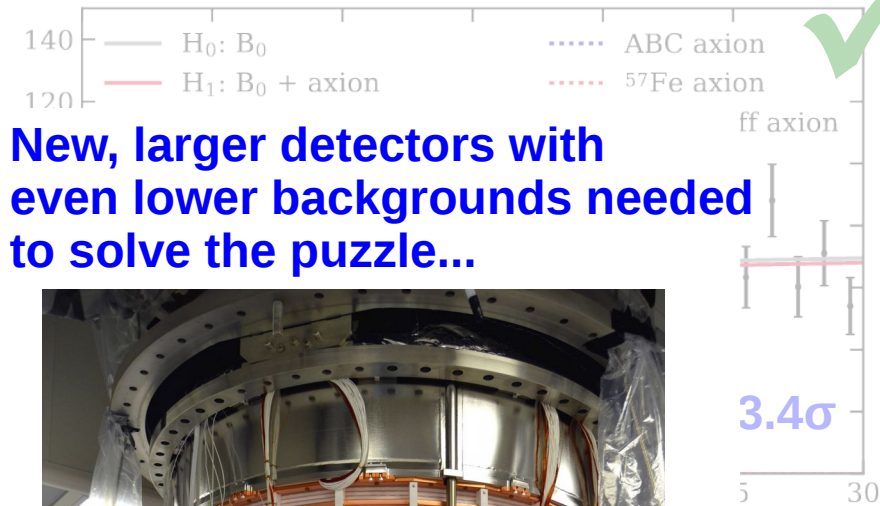 140
H₀: B₀
ABC axion
H₁: B₀ + axion
⁵⁷Fe axion
120
ff axion
New, larger detectors with
even lower backgrounds needed
to solve the puzzle...
3.4σ
5
30